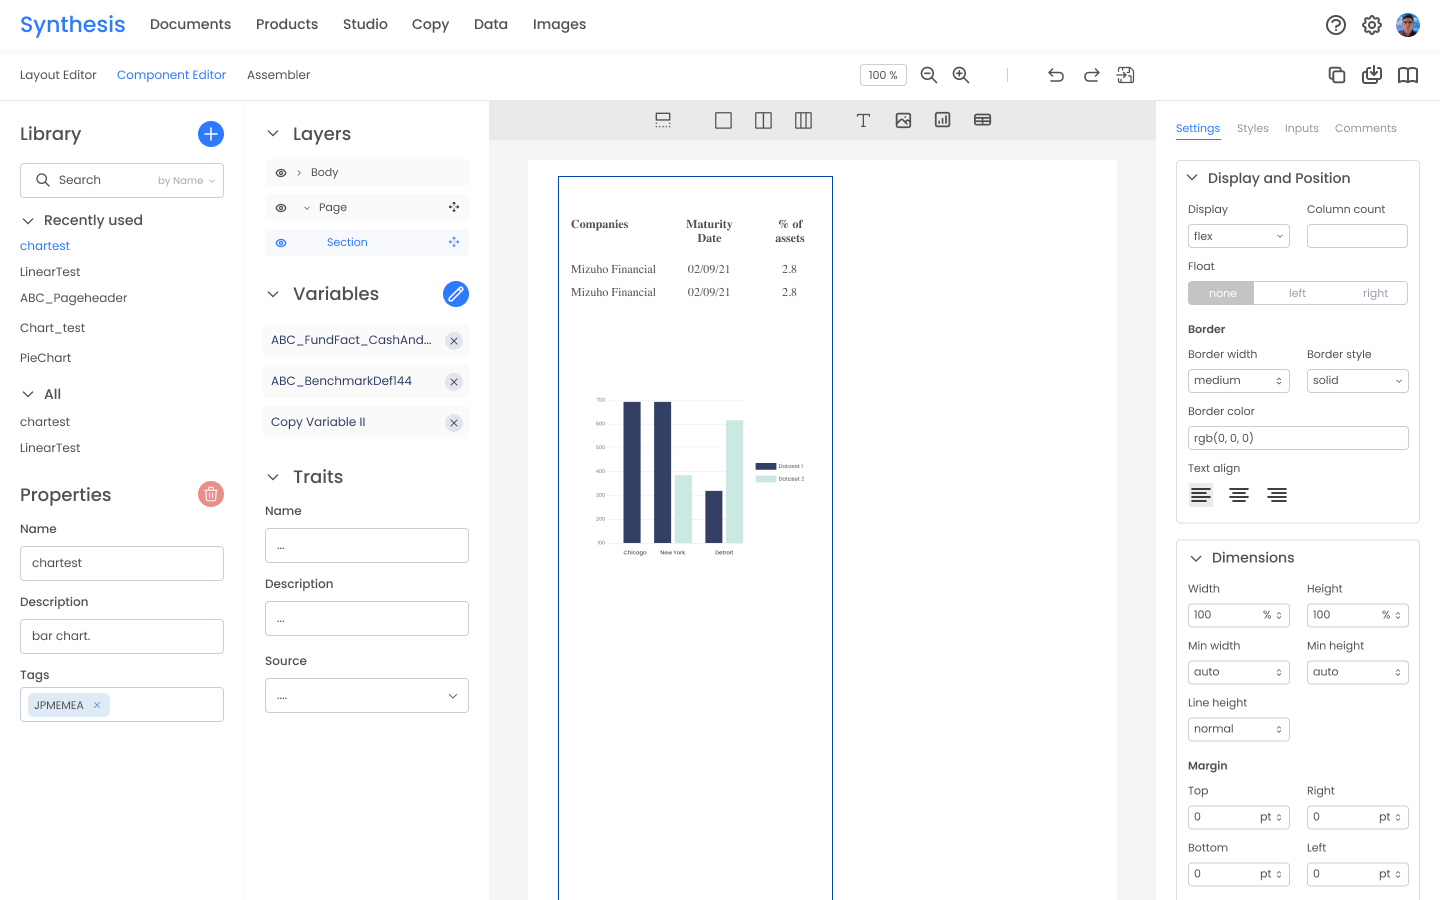 Synthesis
Documents
Products
Studio
Copy
Data
Images
Layout Editor
Component Editor
Assembler
100 %
Library
Search
by Name
Recently used
chartest
LinearTest
ABC_Pageheader
Chart_test
PieChart
All
chartest
LinearTest
Properties
Name
chartest
Description
bar chart.
Tags
JPMEMEA
Layers
Body
Page
Section
Variables
ABC_FundFact_CashAnd...
ABC_BenchmarkDef144
Copy Variable II
Traits
Name
...
Description
...
Source
....
T
Companies
Maturity
Date
% of
assets
Mizuho Financial
02/09/21
2.8
Mizuho Financial
02/09/21
2.8
700
600
500
400
300
200
100
Chicago
New York
Detroit
Dataset 1
Dataset 2
Settings
Styles
Inputs
Comments
Display and Position
Display
Column count
flex
Float
none
left
right
Border
Border width
Border style
medium
solid
Border color
rgb(0, 0, 0)
Text align
Dimensions
Width
Height
100 %
100 %
Min width
Min height
auto
auto
Line height
normal
Margin
Top
Right
0 pt
0 pt
Bottom
Left
0 pt
0 pt